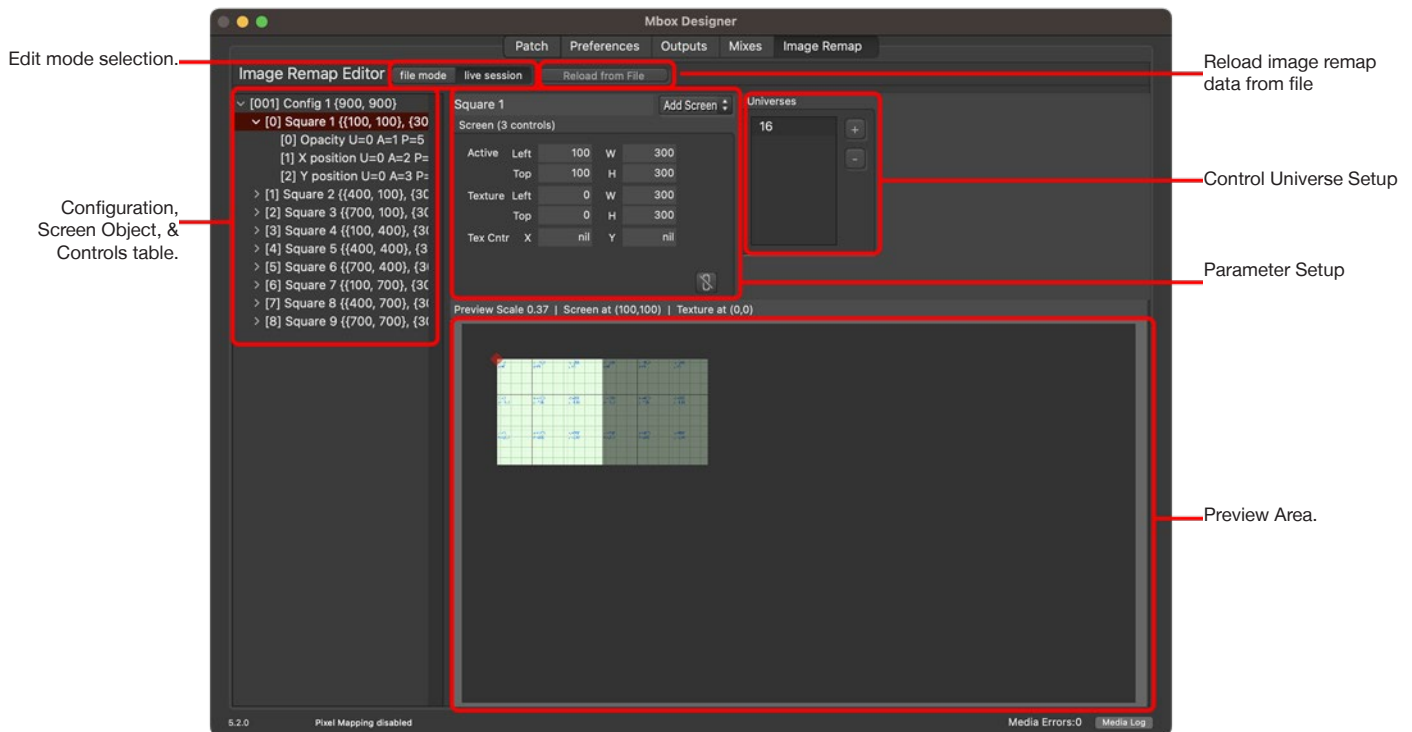 Mbox Designer
Patch Preferences Outputs Mixes Image Remap
Edit mode selection.
Image Remap Editor file mode live session Reload from File
Reload image remap
data from file
[001] Config 1 {900, 900}
[0] Square 1 {{100, 100}, {30
[0] Opacity U=0 A=1 P=5
[1] X position U=0 A=2 P=
[2] Y position U=0 A=3 P=
[1] Square 2 {{400, 100}, {30
[2] Square 3 {{700, 100}, {30
[3] Square 4 {{100, 400}, {30
[4] Square 5 {{400, 400}, {3
[5] Square 6 {{700, 400}, {3
[6] Square 7 {{100, 700}, {30
[7] Square 8 {{400, 700}, {30
[8] Square 9 {{700, 700}, {30
Configuration,
Screen Object, &
Controls table.
Square 1 Add Screen
Screen (3 controls)
Active Left 100 W 300
Top 100 H 300
Texture Left 0 W 300
Top 0 H 300
Tex Cntr X nil Y nil
Universes
16 +
-
Control Universe Setup
Parameter Setup
Preview Scale 0.37 | Screen at (100,100) | Texture at (0,0)
Preview Area.
5.2.0 Pixel Mapping disabled Media Errors:0 Media Log